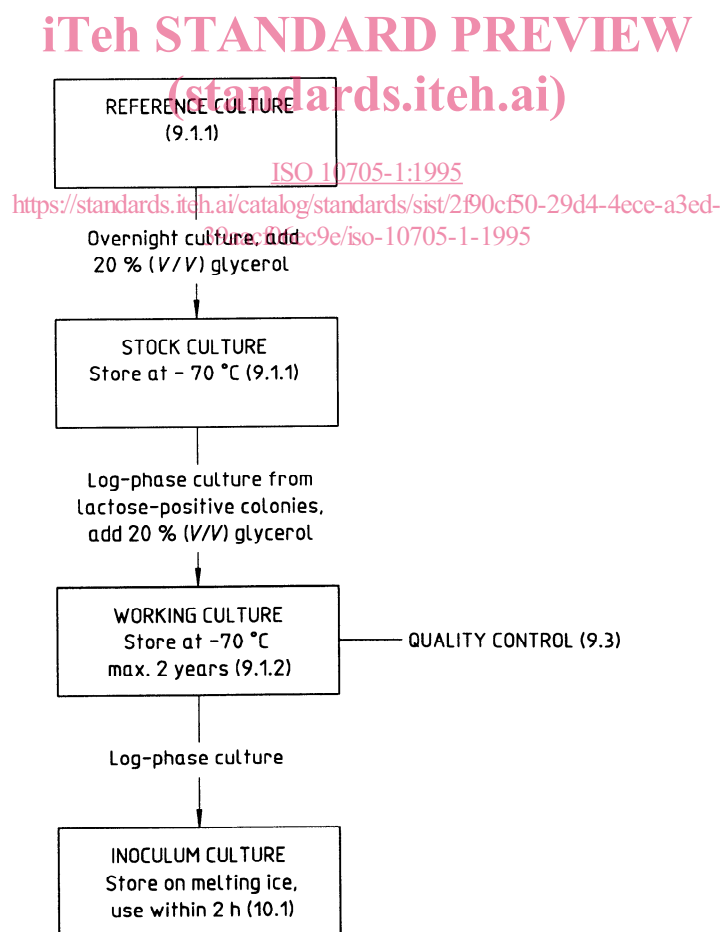 iTeh STANDARD PREVIEW
(standards.iteh.ai)
REFERENCE CULTURE
(9.1.1)
ISO 10705-1:1995
https://standards.iteh.ai/catalog/standards/sist/2f90cf50-29d4-4ece-a3ed-
Overnight culture, add
20 % (V/V) glycerol
STOCK CULTURE
Store at – 70 °C (9.1.1)
Log-phase culture from
lactose-positive colonies,
add 20 % (V/V) glycerol
WORKING CULTURE
Store at -70 °C
max. 2 years (9.1.2)
QUALITY CONTROL (9.3)
Log-phase culture
INOCULUM CULTURE
Store on melting ice,
use within 2 h (10.1)